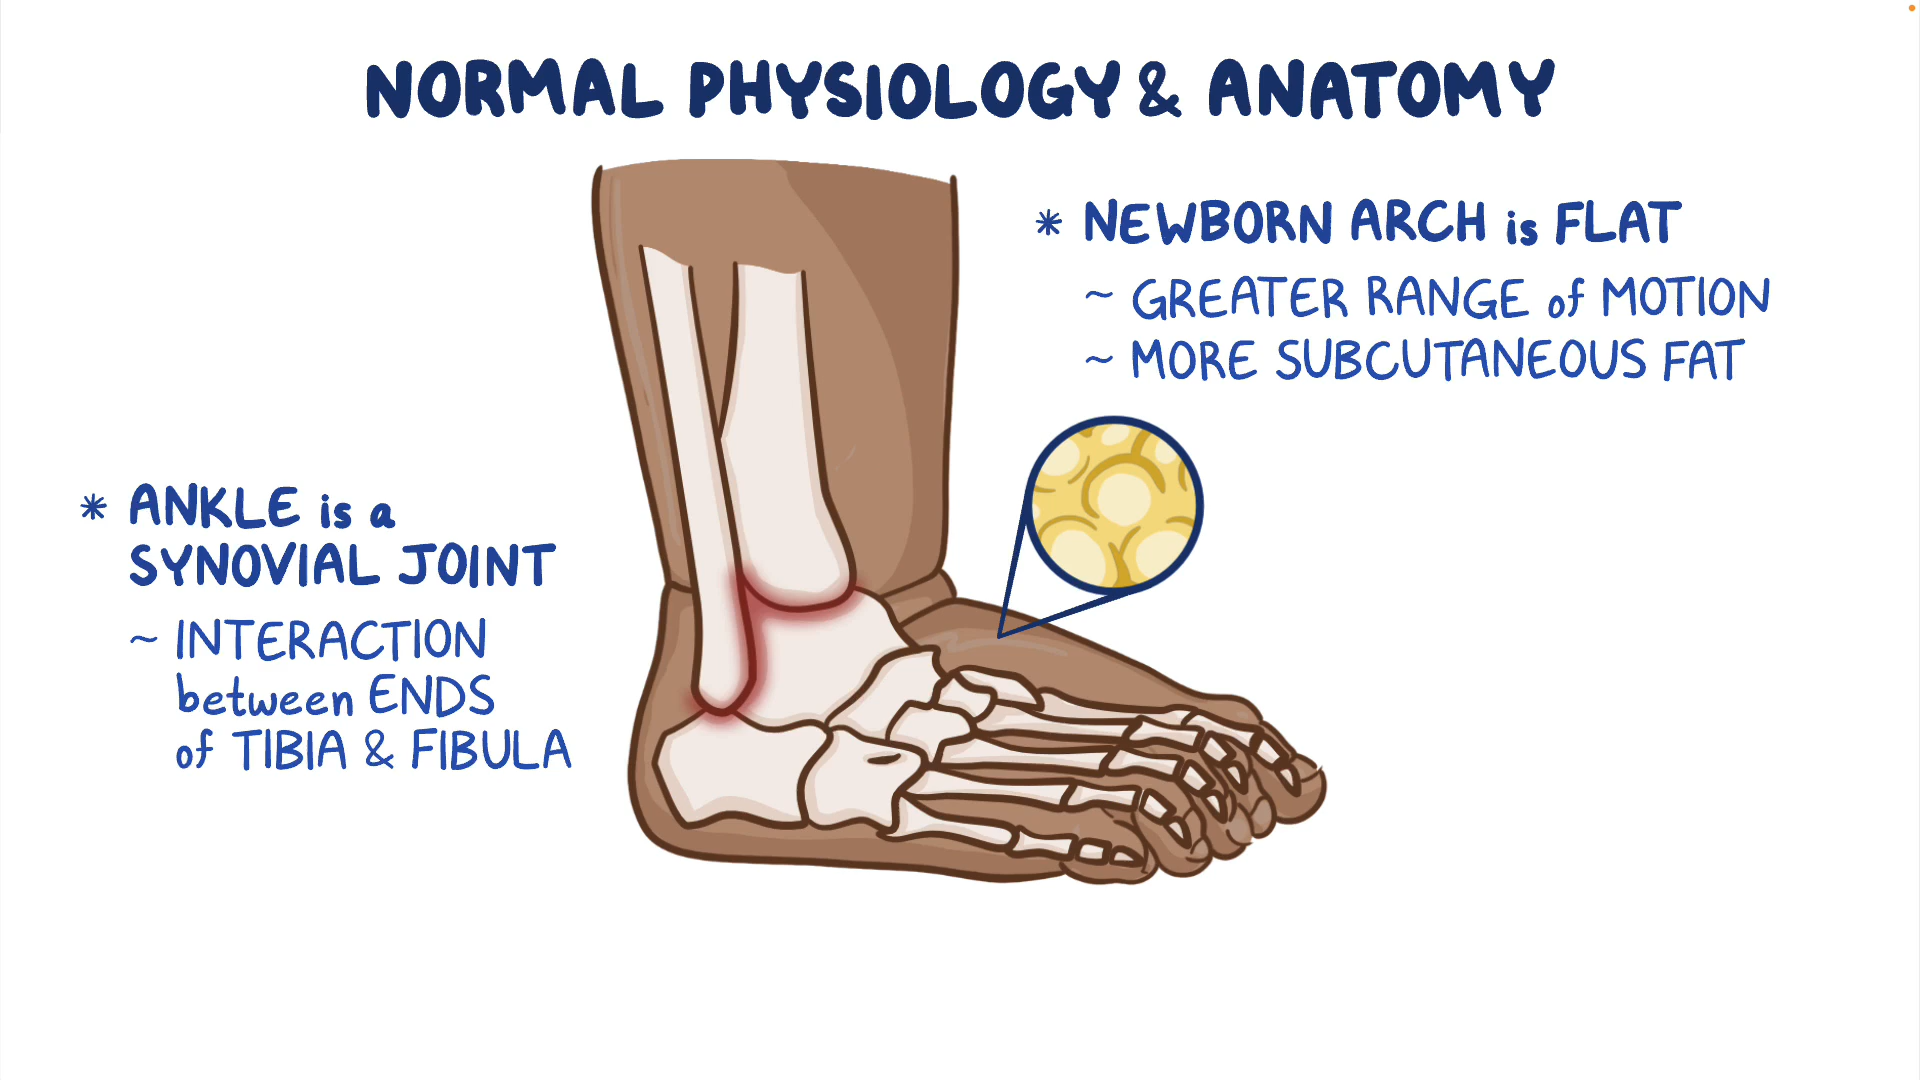 NORMAL PHYSIOLOGY & ANATOMY
* NEWBORN ARCH is FLAT
~ GREATER RANGE of MOTION
~ MORE SUBCUTANEOUS FAT
* ANKLE is a
SYNOVIAL JOINT
~ INTERACTION
between ENDS
of TIBIA & FIBULA